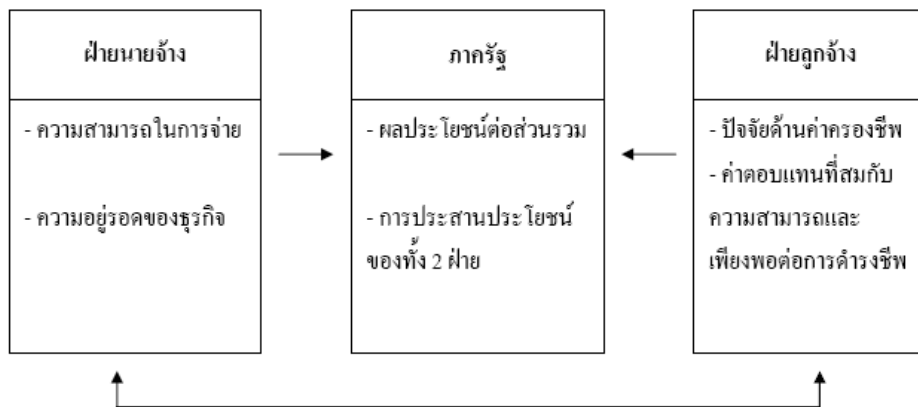 ฝ่ายนายจ้าง
- ความสามารถในการจ่าย
- ความอยู่รอดของธุรกิจ
ภาครัฐ
- ผลประโยชน์ต่อส่วนรวม
- การประสานประโยชน์
ของทั้ง 2 ฝ่าย
ฝ่ายลูกจ้าง
- ปัจจัยด้านค่าครองชีพ
- ค่าตอบแทนที่สมกับ
ความสามารถและ
เพียงพอต่อการดำรงชีพ